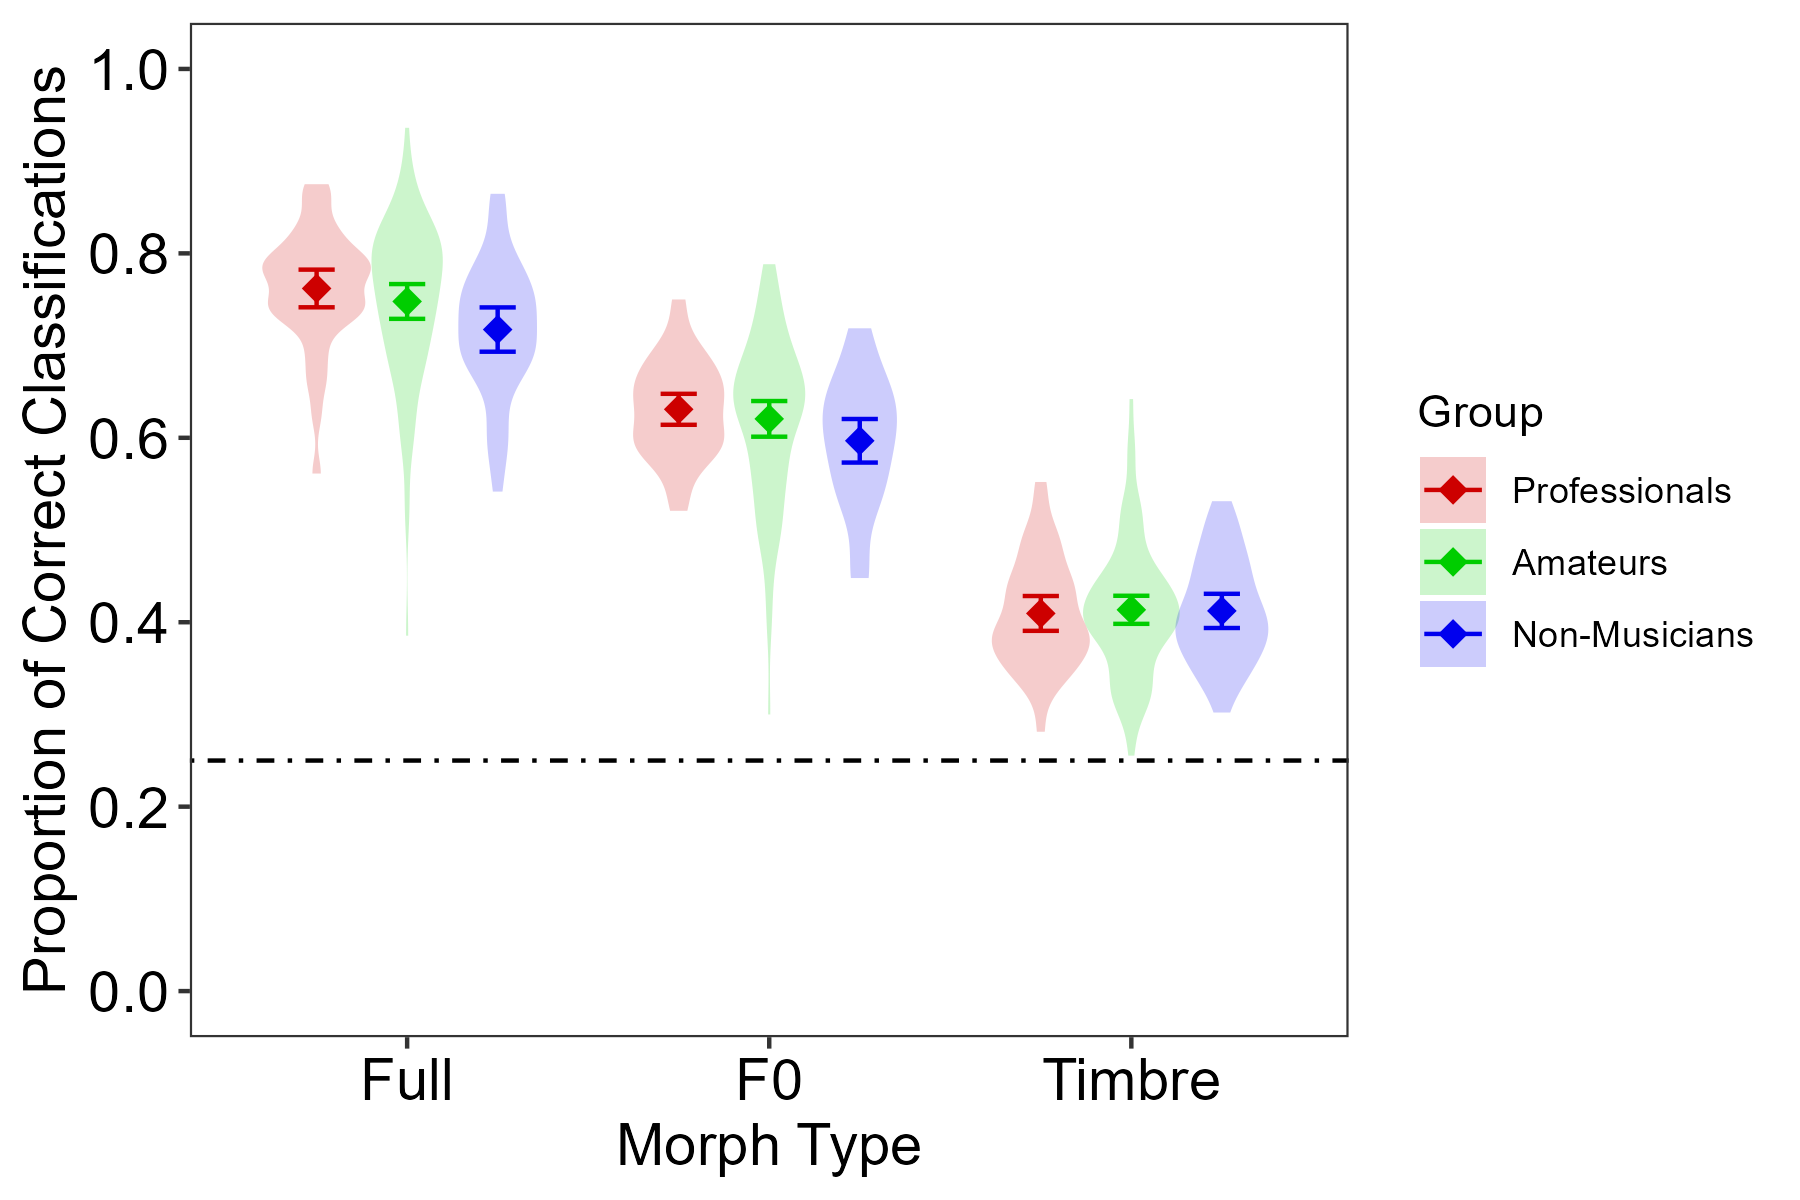 Proportion of Correct Classifications
1.0
0.8
0.6
0.4
0.2
0.0
Full
F0
Timbre
Morph Type
Group
Professionals
Amateurs
Non-Musicians